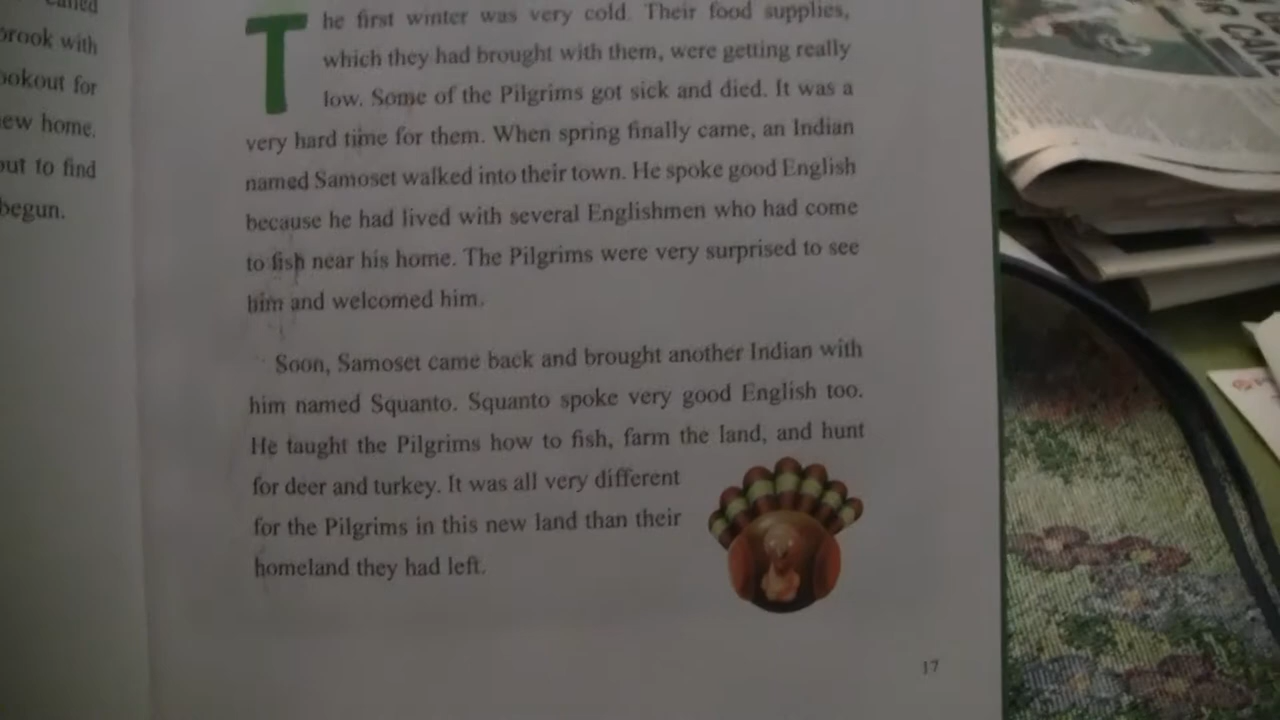 called
brook with
ookout for
ew home.
out to find
begun.
The first winter was very cold. Their food supplies,
which they had brought with them, were getting really
low. Some of the Pilgrims got sick and died. It was a
very hard time for them. When spring finally came, an Indian
named Samoset walked into their town. He spoke good English
because he had lived with several Englishmen who had come
to fish near his home. The Pilgrims were very surprised to see
him and welcomed him.
Soon, Samoset came back and brought another Indian with
him named Squanto. Squanto spoke very good English too.
He taught the Pilgrims how to fish, farm the land, and hunt
for deer and turkey. It was all very different
for the Pilgrims in this new land than their
homeland they had left.
17